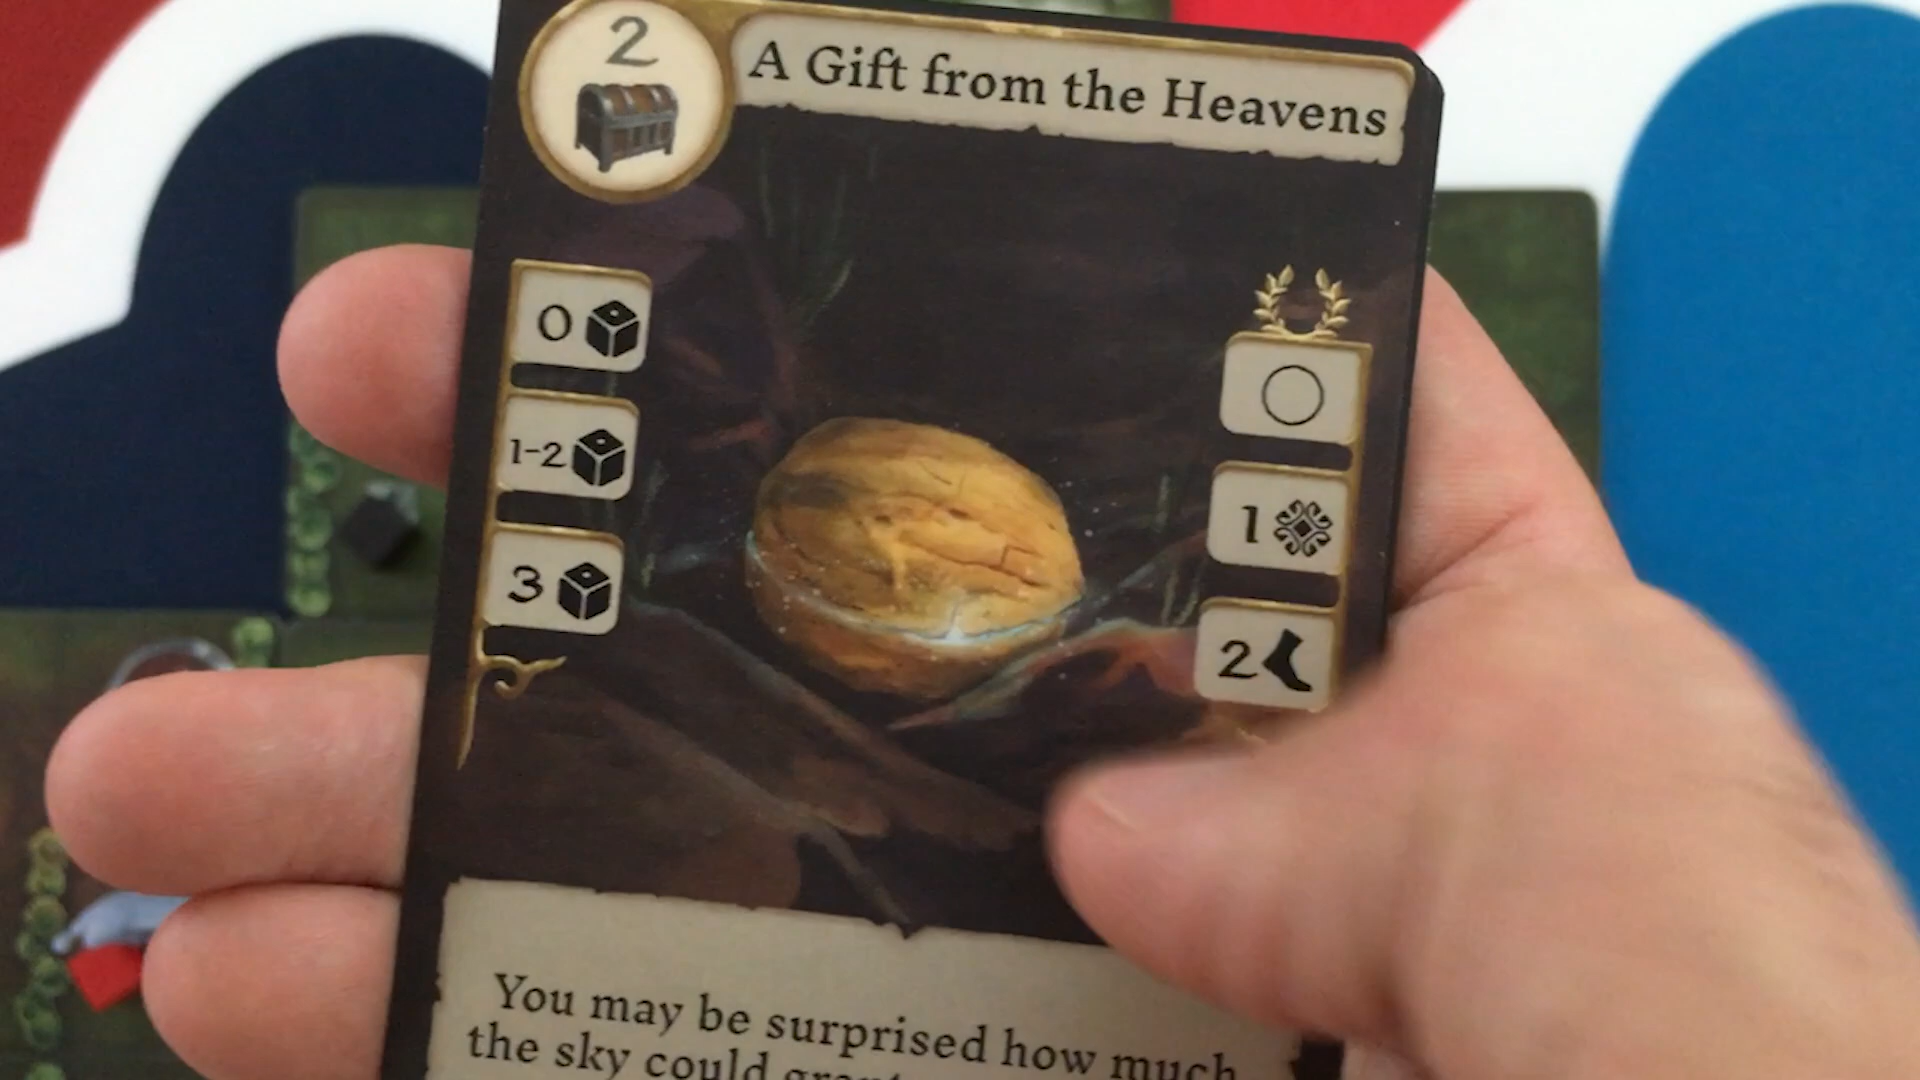 2
A Gift from the Heavens
0
1-2
3
1
2
You may be surprised how much
the sky could